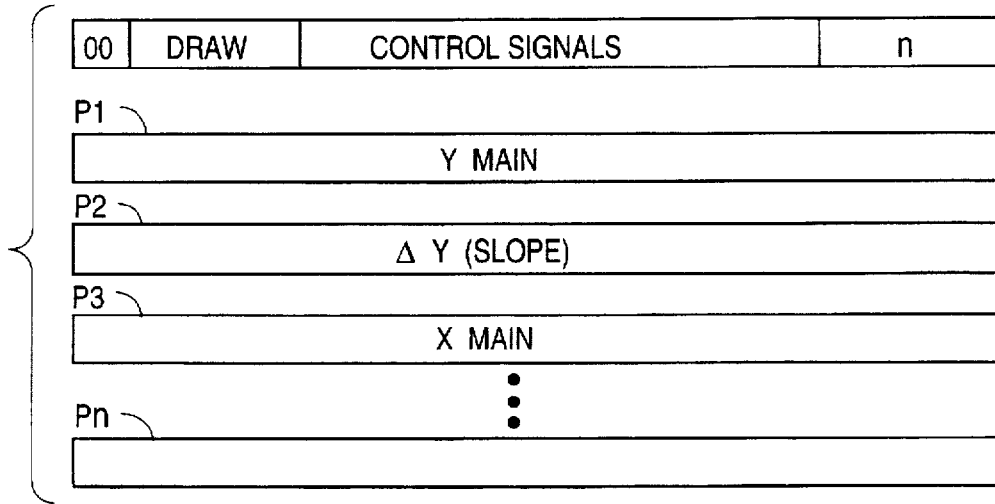 00 DRAW CONTROL SIGNALS n
P1
Y MAIN
P2
Δ Y (SLOPE)
P3
X MAIN
Pn